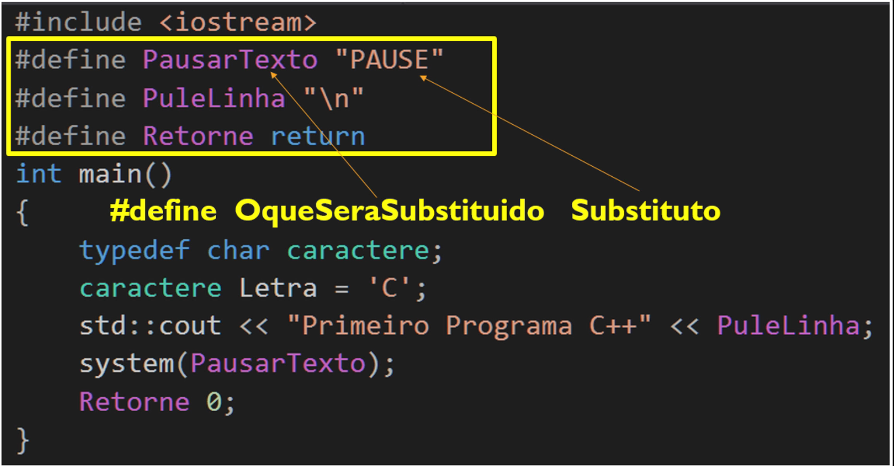 #include <iostream>
#define PausarTexto "PAUSE"
#define PuleLinha "\n"
#define Retorne return
int main()
{ #define OqueSeraSubstituido Substituto
typedef char caractere;
caractere Letra = 'C';
std::cout << "Primeiro Programa C++" << PuleLinha;
system(PausarTexto);
Retorne 0;
}